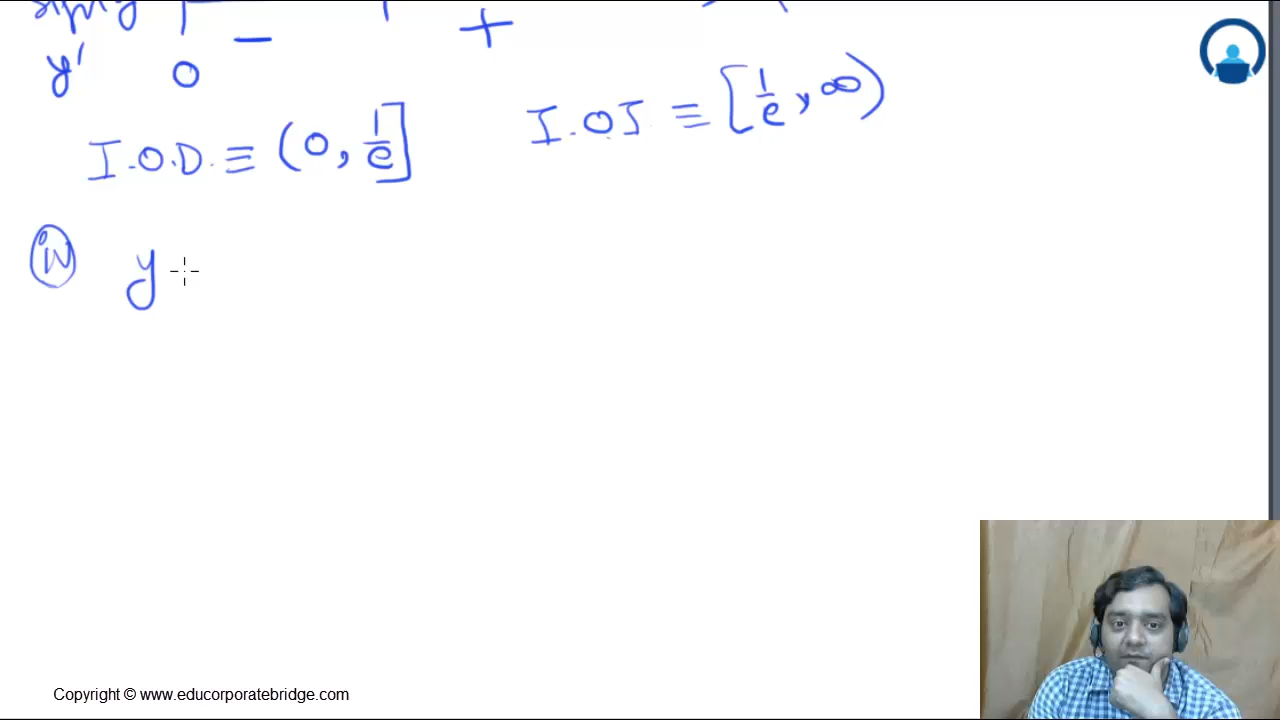 − +
y' 0
I.O.D. ≡ (0, 1/e] I.O.I. ≡ [1/e, ∞)
iv y
Copyright © www.educorporatebridge.com